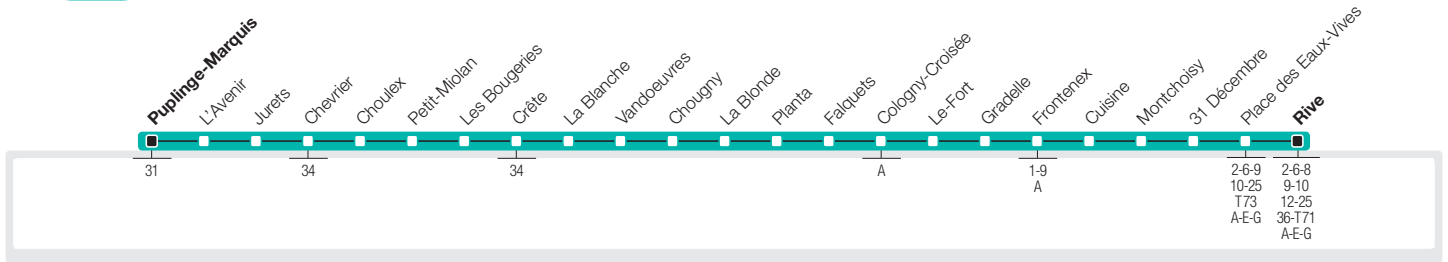 Puplinge-Marquis
L'Avenir
Jurets
Chevrier
Choulex
Petit-Miolan
Les Bougeries
Crête
La Blanche
Vandoeuvres
Chougny
La Blonde
Planta
Falquets
Cologny-Croisée
Le-Fort
Gradelle
Frontenex
Cuisine
Montchoisy
31 Décembre
Place des Eaux-Vives
Rive
31
34
34
A
1-9
A
2-6-9
10-25
T73
A-E-G
2-6-8
9-10
12-25
36-T71
A-E-G